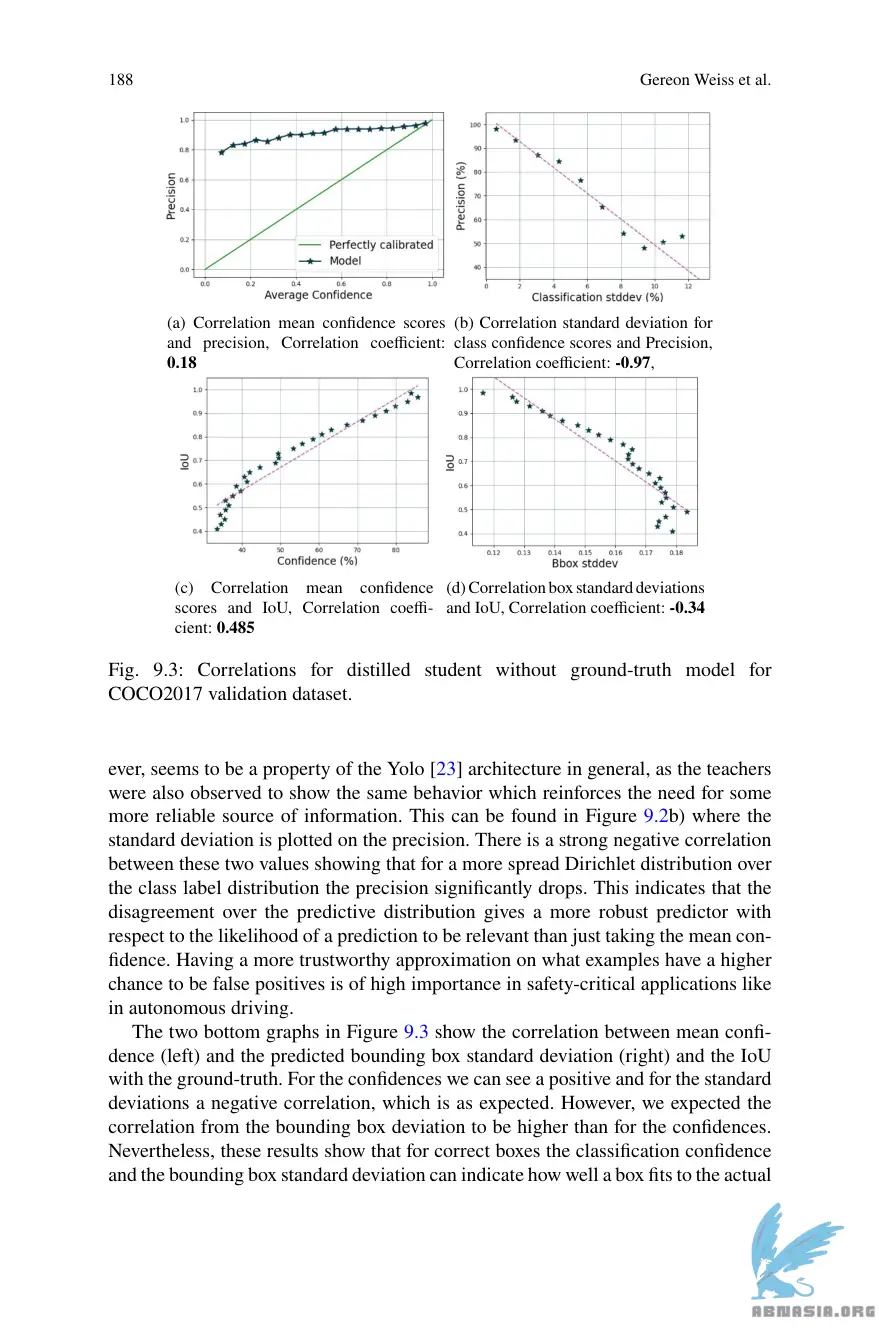 188
Gereon Weiss et al.
1.0
0.8
0.6
0.4
0.2
0.0
Precision
Perfectly calibrated
Model
0.0 0.2 0.4 0.6 0.8 1.0
Average Confidence
100
90
80
70
60
50
40
Precision (%)
0 2 4 6 8 10 12
Classification stddev (%)
(a) Correlation mean confidence scores
and precision, Correlation coefficient:
0.18
(b) Correlation standard deviation for
class confidence scores and Precision,
Correlation coefficient: -0.97,
1.0
0.9
0.8
0.7
0.6
0.5
0.4
IoU
40 50 60 70 80
Confidence (%)
1.0
0.9
0.8
0.7
0.6
0.5
0.4
IoU
0.12 0.13 0.14 0.15 0.16 0.17 0.18
Bbox stddev
(c) Correlation mean confidence
scores and IoU, Correlation coeffi-
cient: 0.485
(d) Correlation box standard deviations
and IoU, Correlation coefficient: -0.34
Fig. 9.3: Correlations for distilled student without ground-truth model for
COCO2017 validation dataset.
ever, seems to be a property of the Yolo [23] architecture in general, as the teachers
were also observed to show the same behavior which reinforces the need for some
more reliable source of information. This can be found in Figure 9.2b) where the
standard deviation is plotted on the precision. There is a strong negative correlation
between these two values showing that for a more spread Dirichlet distribution over
the class label distribution the precision significantly drops. This indicates that the
disagreement over the predictive distribution gives a more robust predictor with
respect to the likelihood of a prediction to be relevant than just taking the mean con-
fidence. Having a more trustworthy approximation on what examples have a higher
chance to be false positives is of high importance in safety-critical applications like
in autonomous driving.
The two bottom graphs in Figure 9.3 show the correlation between mean confi-
dence (left) and the predicted bounding box standard deviation (right) and the IoU
with the ground-truth. For the confidences we can see a positive and for the standard
deviations a negative correlation, which is as expected. However, we expected the
correlation from the bounding box deviation to be higher than for the confidences.
Nevertheless, these results show that for correct boxes the classification confidence
and the bounding box standard deviation can indicate how well a box fits to the actual
ABMASIA.ORG